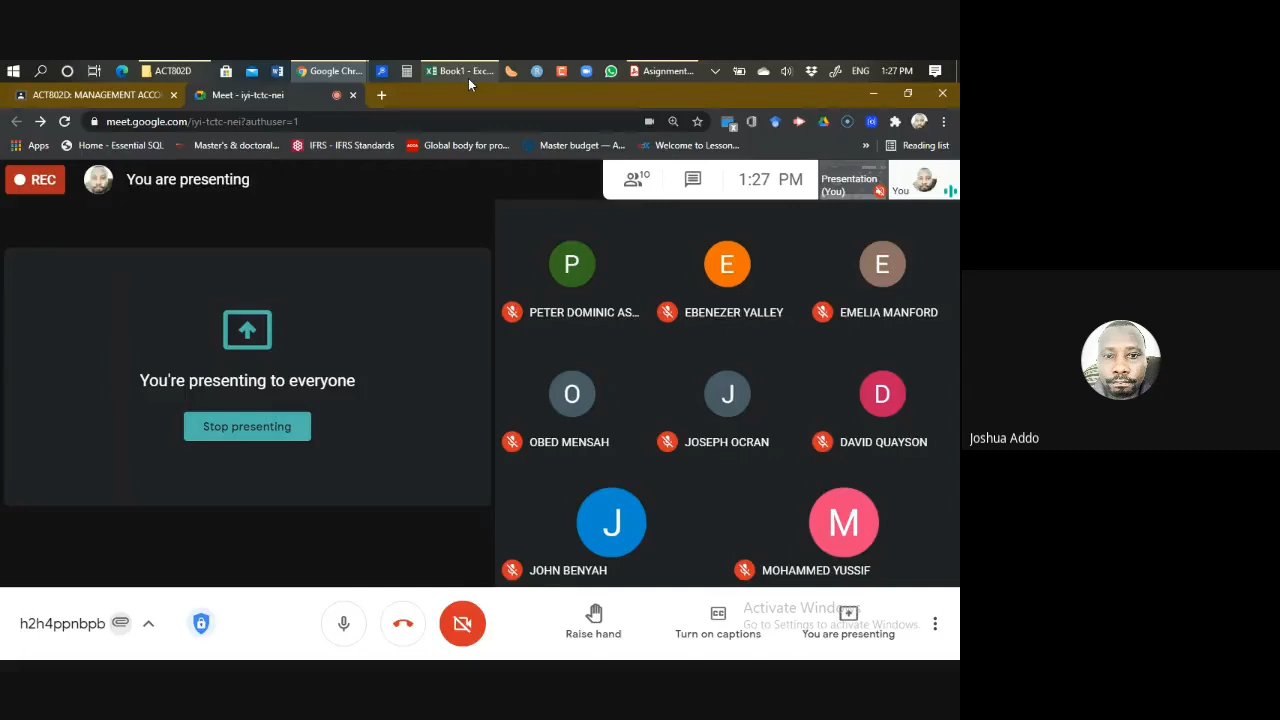 ACT802D
Google Chr...
Book1 - Exc...
Asignment...
ENG
1:27 PM
ACT802D: MANAGEMENT ACCO
Meet - iyi-tctc-nei
meet.google.com/iyi-tctc-nei?authuser=1
Apps
Home - Essential SQL
Master's & doctoral...
IFRS - IFRS Standards
Global body for pro...
Master budget — A...
Welcome to Lesson...
»
Reading list
REC
You are presenting
10
1:27 PM
Presentation
(You)
You
P
E
E
PETER DOMINIC AS...
EBENEZER YALLEY
EMELIA MANFORD
You're presenting to everyone
Stop presenting
O
J
D
OBED MENSAH
JOSEPH OCRAN
DAVID QUAYSON
Joshua Addo
J
M
JOHN BENYAH
MOHAMMED YUSSIF
h2h4ppnbpb
Raise hand
Turn on captions
You are presenting
Activate Windows
Go to Settings to activate Windows.